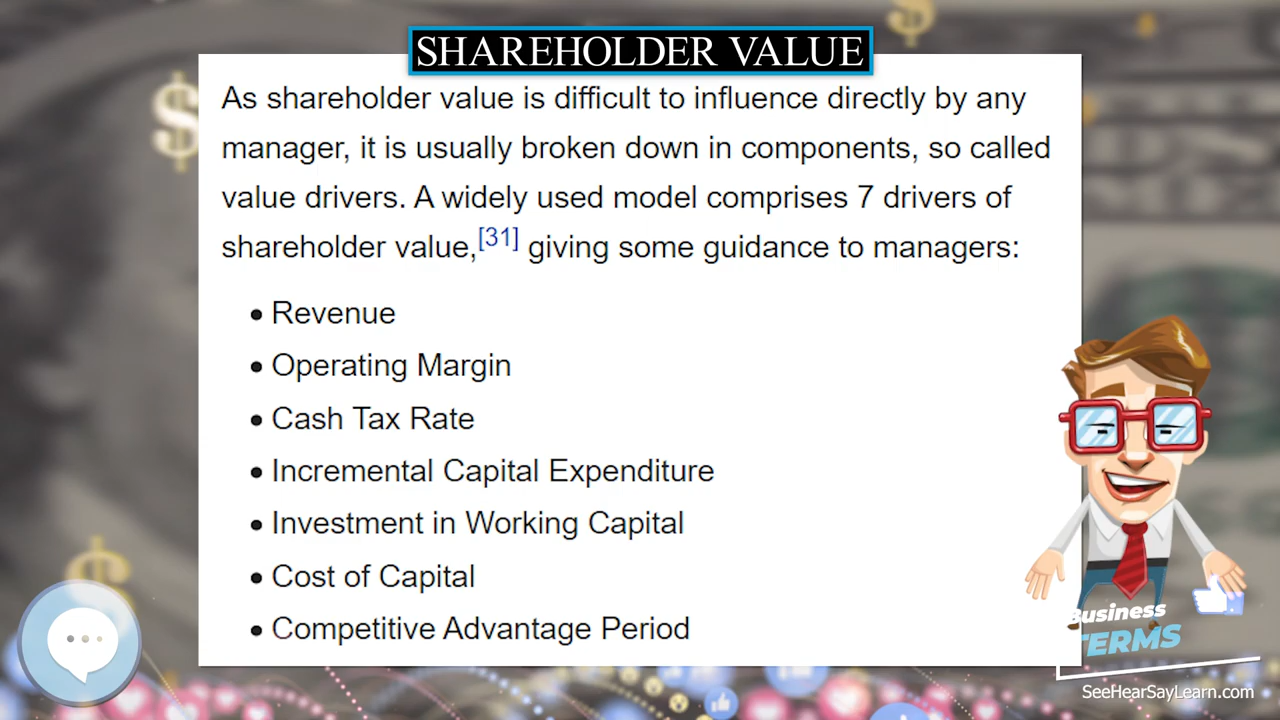 SHAREHOLDER VALUE
As shareholder value is difficult to influence directly by any
manager, it is usually broken down in components, so called
value drivers. A widely used model comprises 7 drivers of
shareholder value,[31] giving some guidance to managers:
• Revenue
• Operating Margin
• Cash Tax Rate
• Incremental Capital Expenditure
• Investment in Working Capital
• Cost of Capital
• Competitive Advantage Period
Business
TERMS
SeeHearSayLearn.com